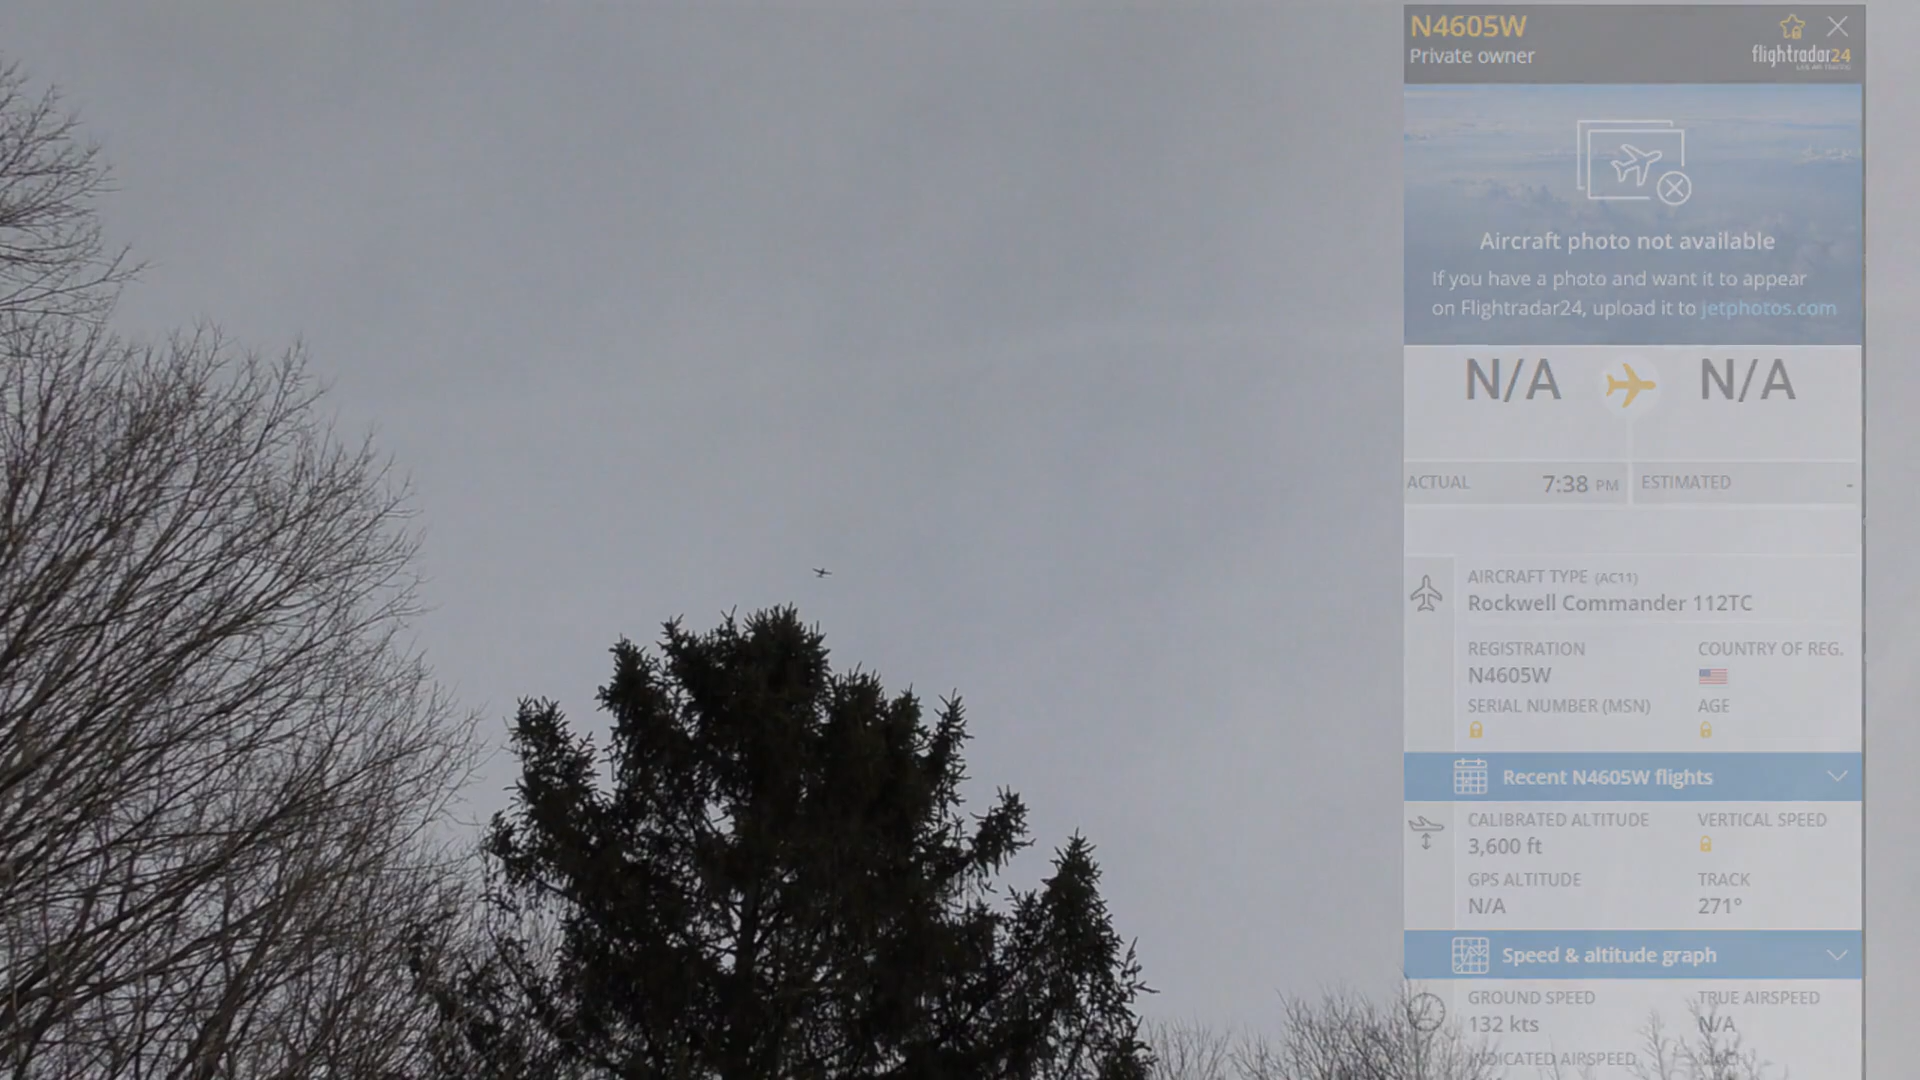 N4605W
Private owner
flightradar24
Aircraft photo not available
If you have a photo and want it to appear
on Flightradar24, upload it to jetphotos.com
N/A N/A
ACTUAL 7:38 PM ESTIMATED -
AIRCRAFT TYPE (AC11)
Rockwell Commander 112TC
REGISTRATION COUNTRY OF REG.
N4605W
SERIAL NUMBER (MSN) AGE
Recent N4605W flights
CALIBRATED ALTITUDE VERTICAL SPEED
3,600 ft
GPS ALTITUDE TRACK
N/A 271°
Speed & altitude graph
GROUND SPEED TRUE AIRSPEED
132 kts N/A
INDICATED AIRSPEED MACH